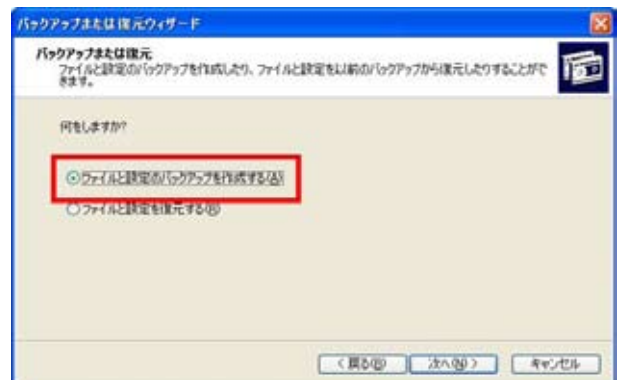 バックアップまたは復元ウィザード
バックアップまたは復元
ファイルと設定のバックアップを作成したり、ファイルと設定を以前のバックアップから復元したりすることがで
きます。
何をしますか?
ファイルと設定のバックアップを作成する(A)
ファイルと設定を復元する(R)
< 戻る(B)
次へ(N) >
キャンセル